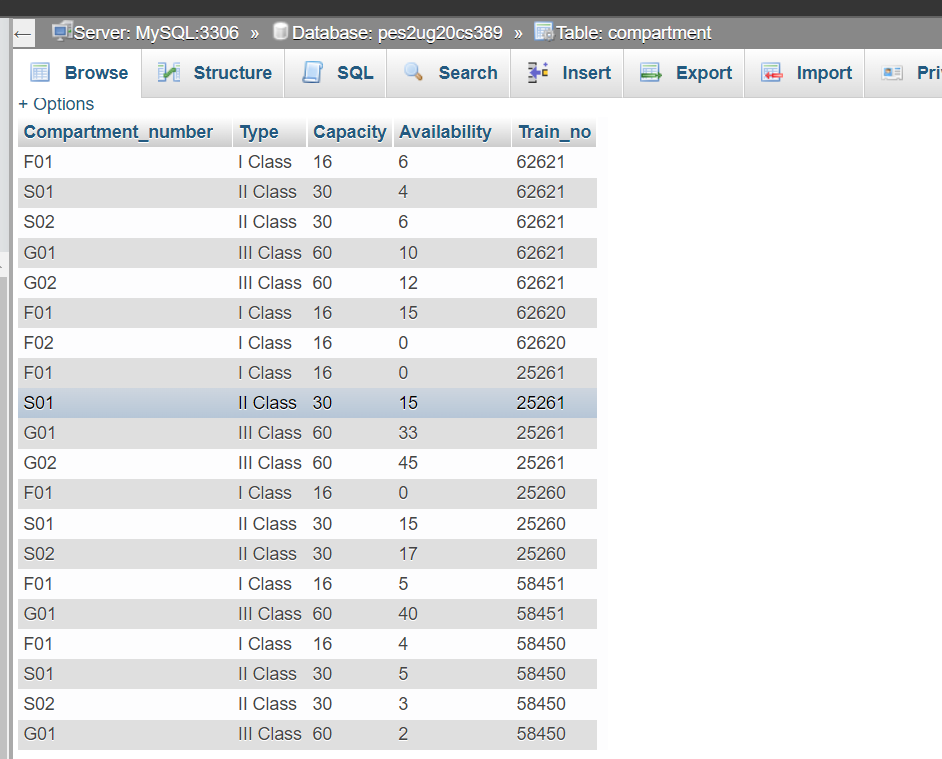 ← Server: MySQL:3306 » Database: pes2ug20cs389 » Table: compartment
Browse Structure SQL Search Insert Export Import Pri
+ Options
Compartment_number Type Capacity Availability Train_no
F01 I Class 16 6 62621
S01 II Class 30 4 62621
S02 II Class 30 6 62621
G01 III Class 60 10 62621
G02 III Class 60 12 62621
F01 I Class 16 15 62620
F02 I Class 16 0 62620
F01 I Class 16 0 25261
S01 II Class 30 15 25261
G01 III Class 60 33 25261
G02 III Class 60 45 25261
F01 I Class 16 0 25260
S01 II Class 30 15 25260
S02 II Class 30 17 25260
F01 I Class 16 5 58451
G01 III Class 60 40 58451
F01 I Class 16 4 58450
S01 II Class 30 5 58450
S02 II Class 30 3 58450
G01 III Class 60 2 58450